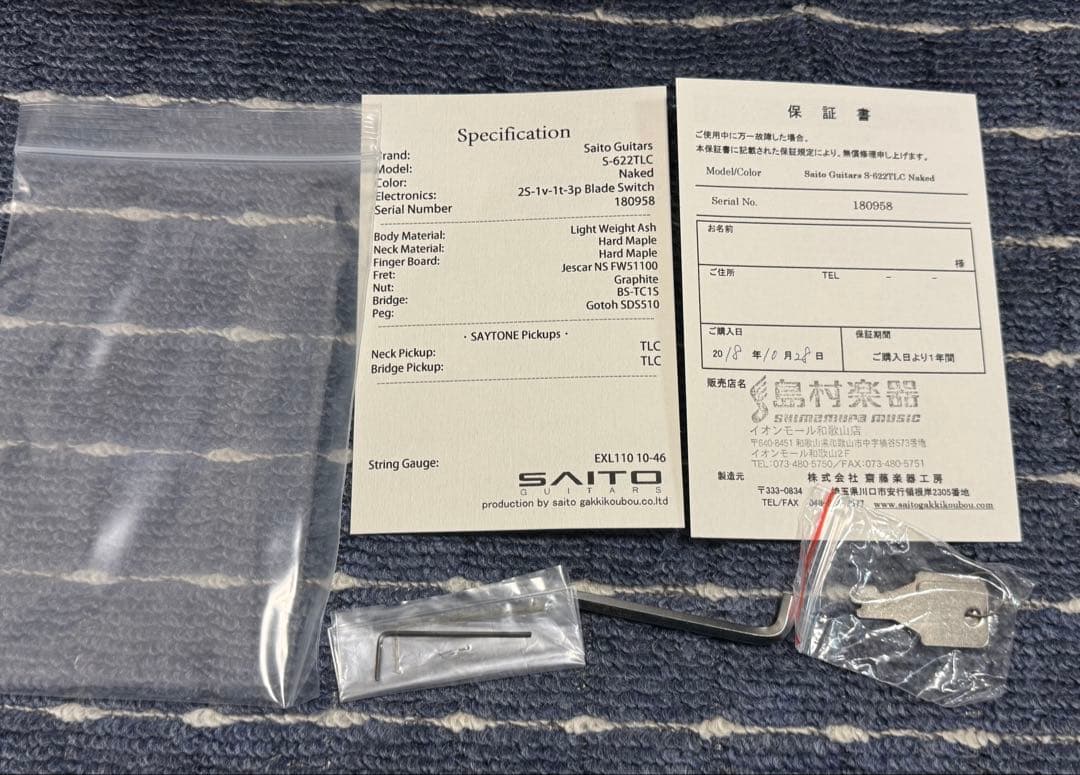 Specification
Brand: Saito Guitars
Model: S-622TLC
Color: Naked
Electronics: 2S-1v-1t-3p Blade Switch
Serial Number 180958
Body Material: Light Weight Ash
Neck Material: Hard Maple
Finger Board: Hard Maple
Fret: Jescar NS FW51100
Nut: Graphite
Bridge: BS-TC1S
Peg: Gotoh SDS510
· SAYTONE Pickups ·
Neck Pickup: TLC
Bridge Pickup: TLC
String Gauge: EXL110 10-46
SAITO
GUITARS
production by saito gakkikoubou.co.ltd
保証書
ご使用中に万一故障した場合、
本保証書に記載された保証規定により、無償修理申し上げます。
Model/Color Saito Guitars S-622TLC Naked
Serial No. 180958
お名前
様
ご住所 TEL – –
ご購入日
2018年10月28日
保証期間
ご購入日より1年間
販売店名 島村楽器
SHIMAMURA MUSIC
イオンモール和歌山店
〒640-8451 和歌山県和歌山市中字楠谷573番地
イオンモール和歌山2F
TEL:073-480-5750/FAX:073-480-5751
製造元 株式会社 齋藤楽器工房
〒333-0834 埼玉県川口市安行領根岸2305番地
TEL/FAX www.saitogakkikoubou.com